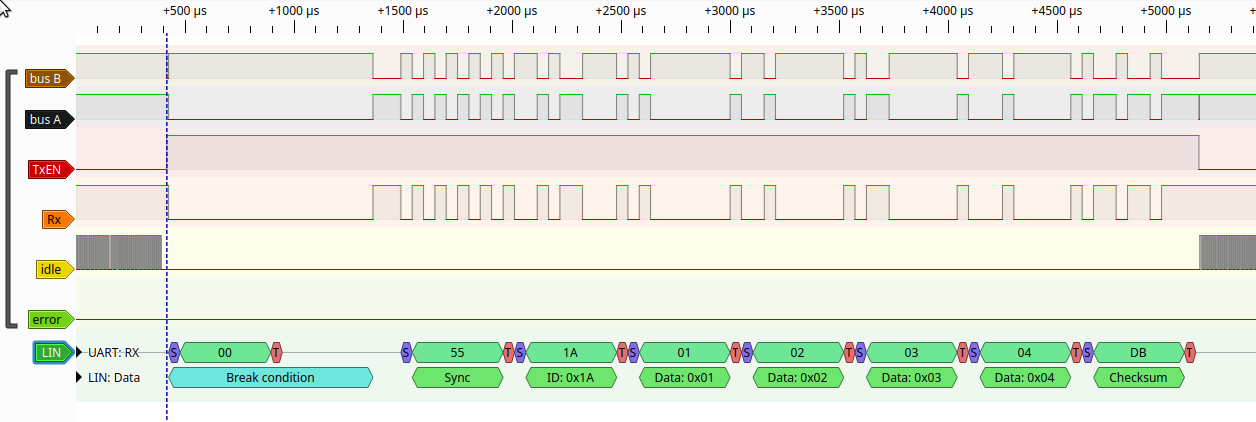 +500 µs +1000 µs +1500 µs +2000 µs +2500 µs +3000 µs +3500 µs +4000 µs +4500 µs +5000 µs +
bus B
bus A
TxEN
Rx
idle
error
LIN UART: RX S 00 T S 55 T S 1A T S 01 T S 02 T S 03 T S 04 T S DB T
LIN: Data Break condition Sync ID: 0x1A Data: 0x01 Data: 0x02 Data: 0x03 Data: 0x04 Checksum